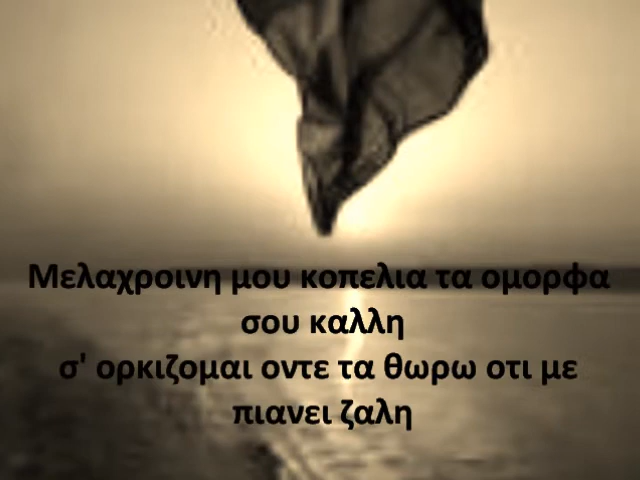 Μελαχροινη μου κοπελια τα ομορφα
σου καλλη
σ' ορκιζομαι οντε τα θωρω οτι με
πιανει ζαλη